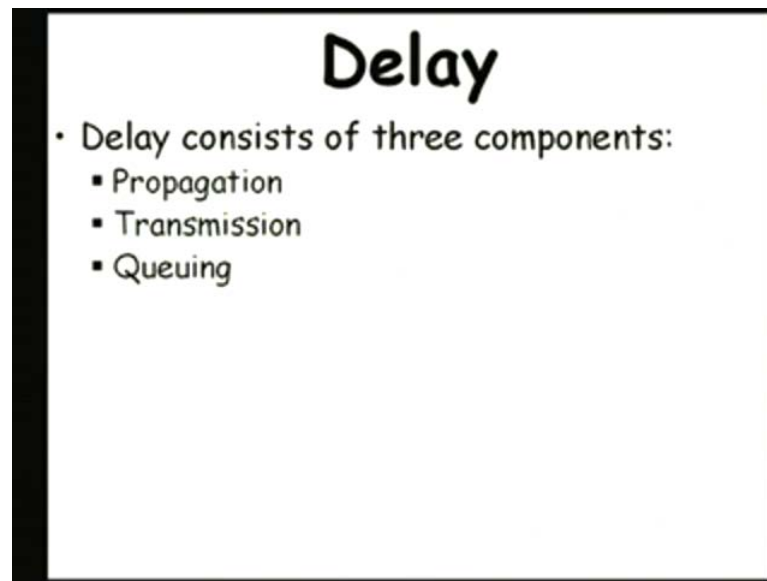 Delay
• Delay consists of three components:
▪ Propagation
▪ Transmission
▪ Queuing